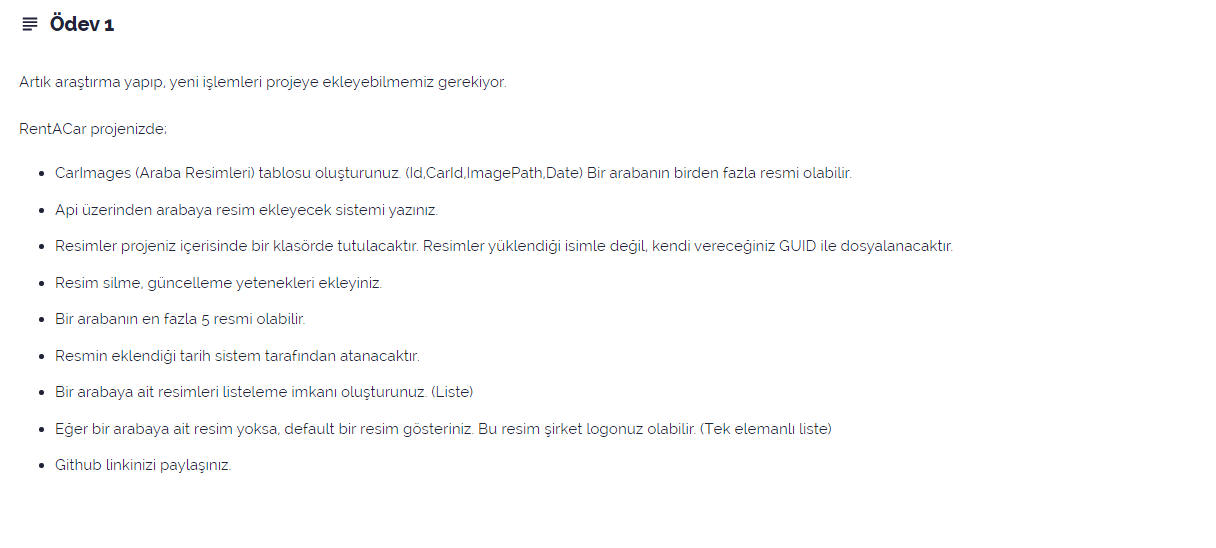 Ödev 1
Artık araştırma yapıp, yeni işlemleri projeye ekleyebilmemiz gerekiyor.
RentACar projenizde;
• CarImages (Araba Resimleri) tablosu oluşturunuz. (Id,CarId,ImagePath,Date) Bir arabanın birden fazla resmi olabilir.
• Api üzerinden arabaya resim ekleyecek sistemi yazınız.
• Resimler projeniz içerisinde bir klasörde tutulacaktır. Resimler yüklendiği isimle değil, kendi vereceğiniz GUID ile dosyalanacaktır.
• Resim silme, güncelleme yetenekleri ekleyiniz.
• Bir arabanın en fazla 5 resmi olabilir.
• Resmin eklendiği tarih sistem tarafından atanacaktır.
• Bir arabaya ait resimleri listeleme imkanı oluşturunuz. (Liste)
• Eğer bir arabaya ait resim yoksa, default bir resim gösteriniz. Bu resim şirket logonuz olabilir. (Tek elemanlı liste)
• Github linkinizi paylaşınız.